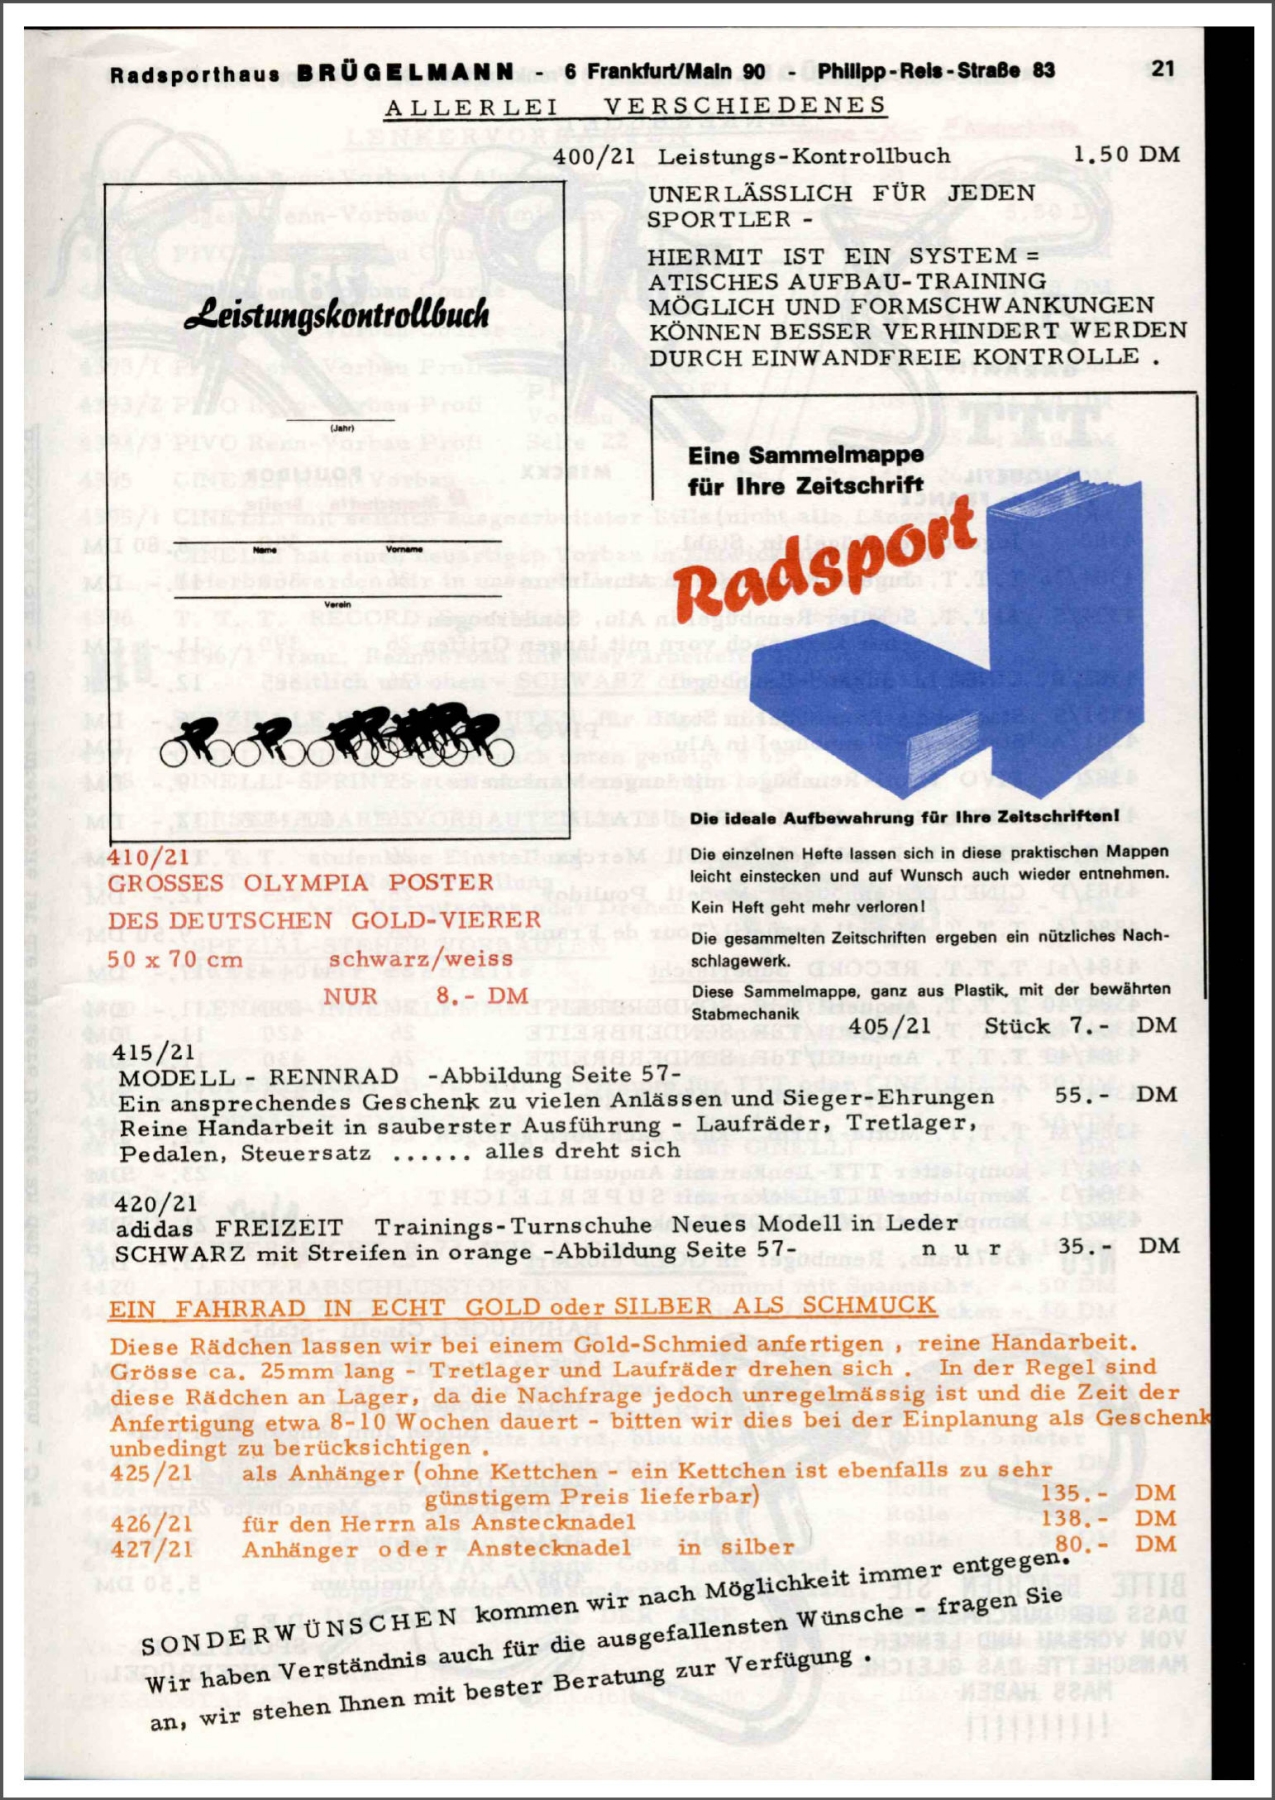 Radsporthaus BRÜGELMANN - 6 Frankfurt/Main 90 - Philipp-Reis-Straße 83 21
ALLERLEI VERSCHIEDENES
400/21 Leistungs-Kontrollbuch 1.50 DM
UNERLÄSSLICH FÜR JEDEN
SPORTLER -
HIERMIT IST EIN SYSTEM=
ATISCHES AUFBAU-TRAINING
MÖGLICH UND FORMSCHWANKUNGEN
KÖNNEN BESSER VERHINDERT WERDEN
DURCH EINWANDFREIE KONTROLLE .
Leistungskontrollbuch
(Jahr)
Name Vorname
Verein
Eine Sammelmappe
für Ihre Zeitschrift
Radsport
Die ideale Aufbewahrung für Ihre Zeitschriften!
Die einzelnen Hefte lassen sich in diese praktischen Mappen
leicht einstecken und auf Wunsch auch wieder entnehmen.
Kein Heft geht mehr verloren!
Die gesammelten Zeitschriften ergeben ein nützliches Nach-
schlagewerk.
Diese Sammelmappe, ganz aus Plastik, mit der bewährten
Stabmechanik
405/21 Stück 7.- DM
410/21
GROSSES OLYMPIA POSTER
DES DEUTSCHEN GOLD-VIERER
50 x 70 cm schwarz/weiss
NUR 8.- DM
415/21
MODELL - RENNRAD -Abbildung Seite 57-
Ein ansprechendes Geschenk zu vielen Anlässen und Sieger-Ehrungen 55.- DM
Reine Handarbeit in sauberster Ausführung - Laufräder, Tretlager,
Pedalen, Steuersatz ...... alles dreht sich
420/21
adidas FREIZEIT Trainings-Turnschuhe Neues Modell in Leder
SCHWARZ mit Streifen in orange -Abbildung Seite 57- n u r 35.- DM
EIN FAHRRAD IN ECHT GOLD oder SILBER ALS SCHMUCK
Diese Rädchen lassen wir bei einem Gold-Schmied anfertigen , reine Handarbeit.
Grösse ca. 25mm lang - Tretlager und Laufräder drehen sich . In der Regel sind
diese Rädchen an Lager, da die Nachfrage jedoch unregelmässig ist und die Zeit der
Anfertigung etwa 8-10 Wochen dauert - bitten wir dies bei der Einplanung als Geschenk
unbedingt zu berücksichtigen .
425/21 als Anhänger (ohne Kettchen - ein Kettchen ist ebenfalls zu sehr
günstigem Preis lieferbar) 135.- DM
426/21 für den Herrn als Anstecknadel 138.- DM
427/21 Anhänger oder Anstecknadel in silber 80.- DM
SONDERWÜNSCHEN kommen wir nach Möglichkeit immer entgegen.
Wir haben Verständnis auch für die ausgefallensten Wünsche - fragen Sie
an, wir stehen Ihnen mit bester Beratung zur Verfügung .